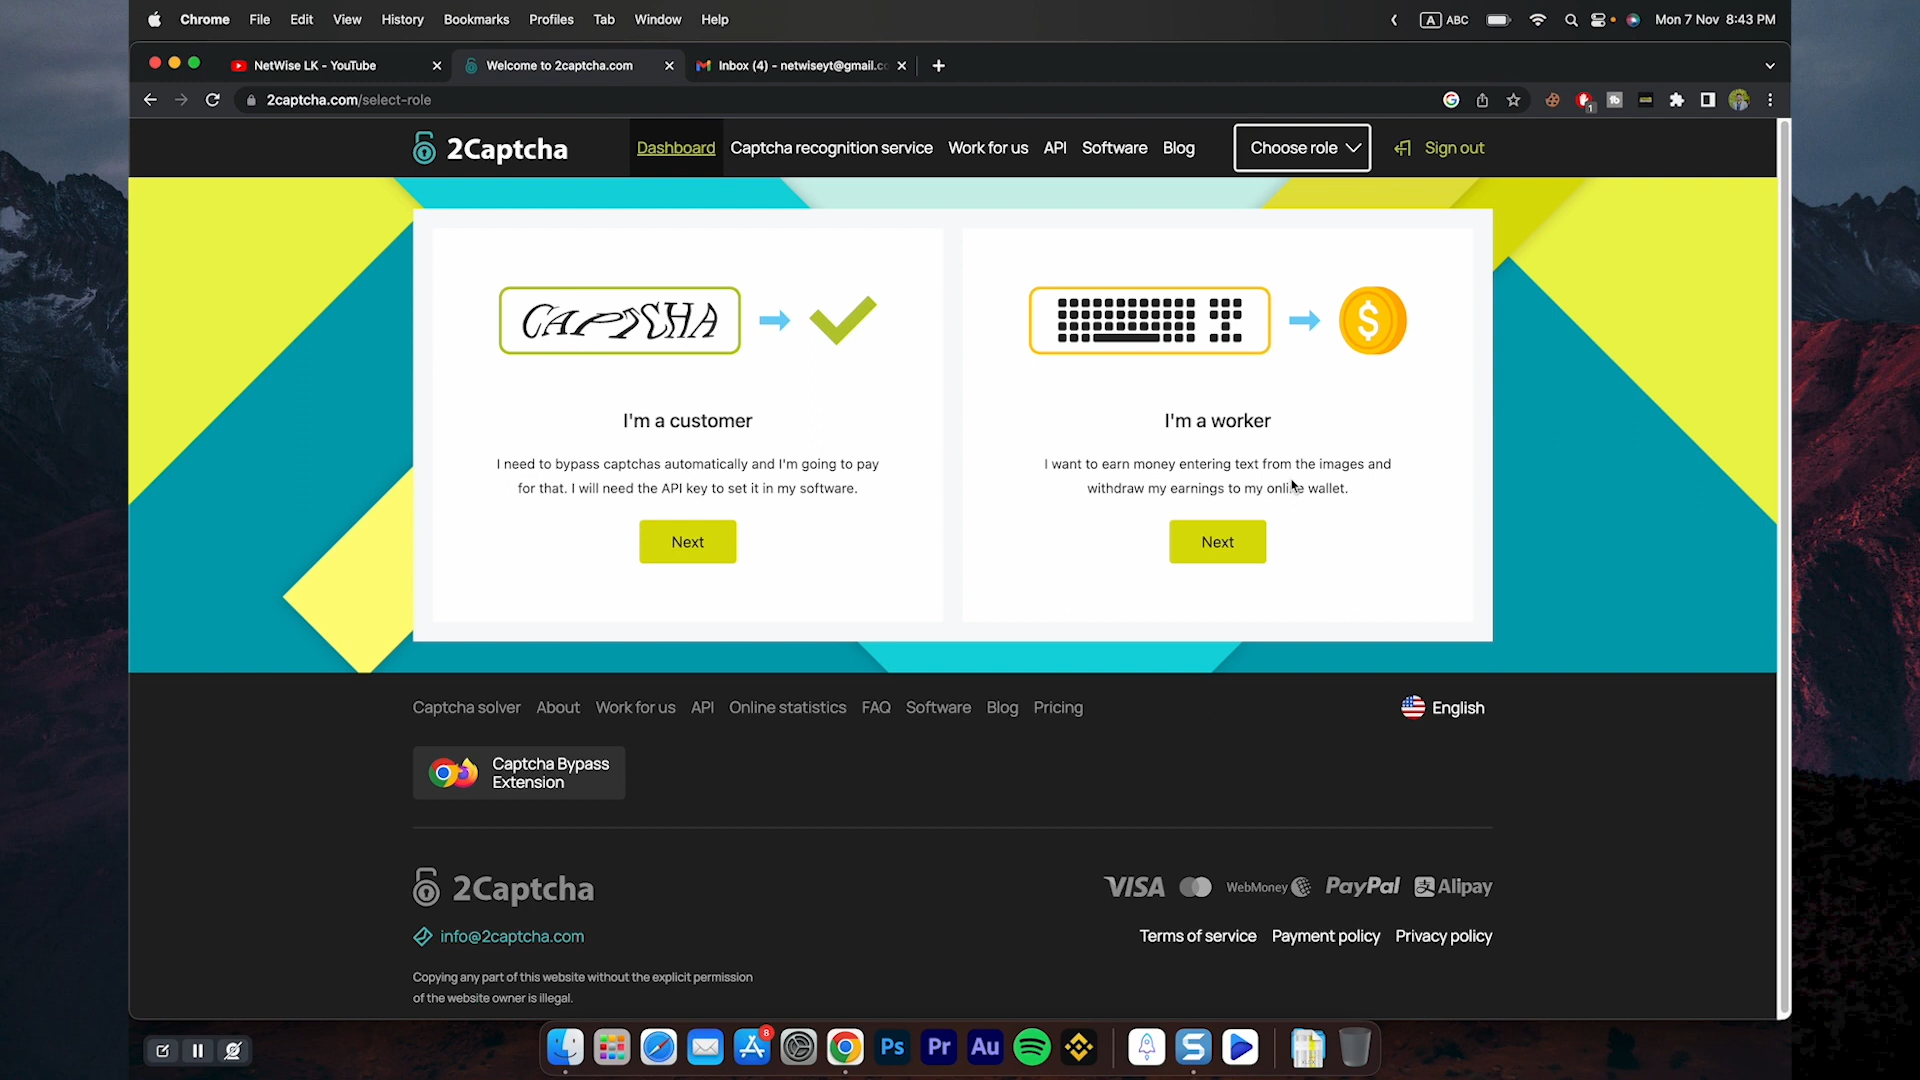 Chrome File Edit View History Bookmarks Profiles Tab Window Help
A ABC Mon 7 Nov 8:43 PM
NetWise LK - YouTube
Welcome to 2captcha.com
Inbox (4) - netwiseyt@gmail.co
2captcha.com/select-role
1
2Captcha
Dashboard Captcha recognition service Work for us API Software Blog
Choose role
Sign out
CAPTCHA
$
I'm a customer
I need to bypass captchas automatically and I'm going to pay
for that. I will need the API key to set it in my software.
Next
I'm a worker
I want to earn money entering text from the images and
withdraw my earnings to my online wallet.
Next
Captcha solver About Work for us API Online statistics FAQ Software Blog Pricing
English
Captcha Bypass
Extension
2Captcha
VISA WebMoney PayPal Alipay
info@2captcha.com
Terms of service Payment policy Privacy policy
Copying any part of this website without the explicit permission
of the website owner is illegal.
8
Ps Pr Au
S